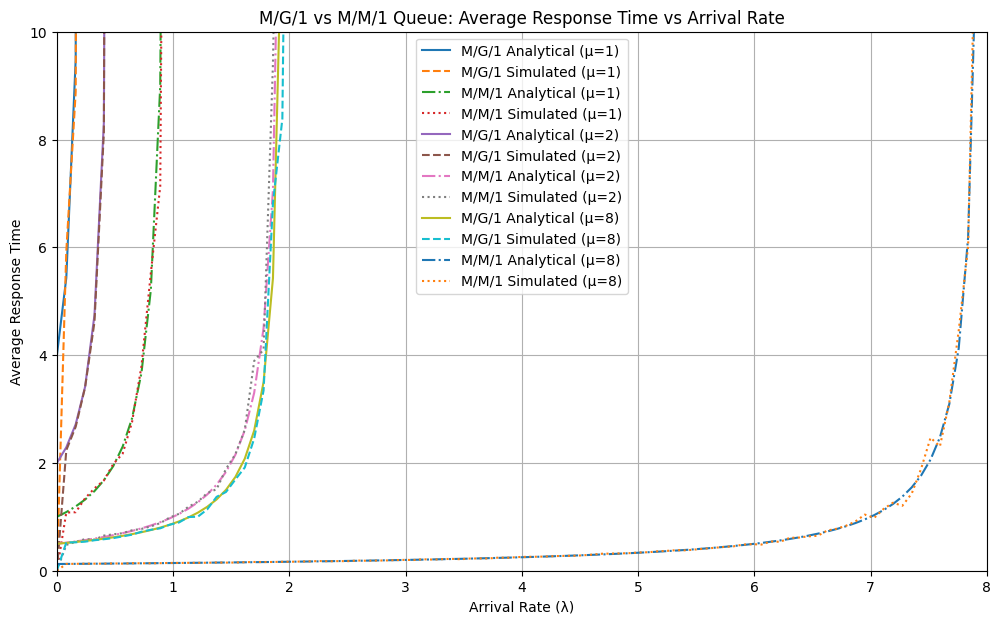 M/G/1 vs M/M/1 Queue: Average Response Time vs Arrival Rate
10
8
6
4
2
0
Average Response Time
M/G/1 Analytical (μ=1)
M/G/1 Simulated (μ=1)
M/M/1 Analytical (μ=1)
M/M/1 Simulated (μ=1)
M/G/1 Analytical (μ=2)
M/G/1 Simulated (μ=2)
M/M/1 Analytical (μ=2)
M/M/1 Simulated (μ=2)
M/G/1 Analytical (μ=8)
M/G/1 Simulated (μ=8)
M/M/1 Analytical (μ=8)
M/M/1 Simulated (μ=8)
0 1 2 3 4 5 6 7 8
Arrival Rate (λ)